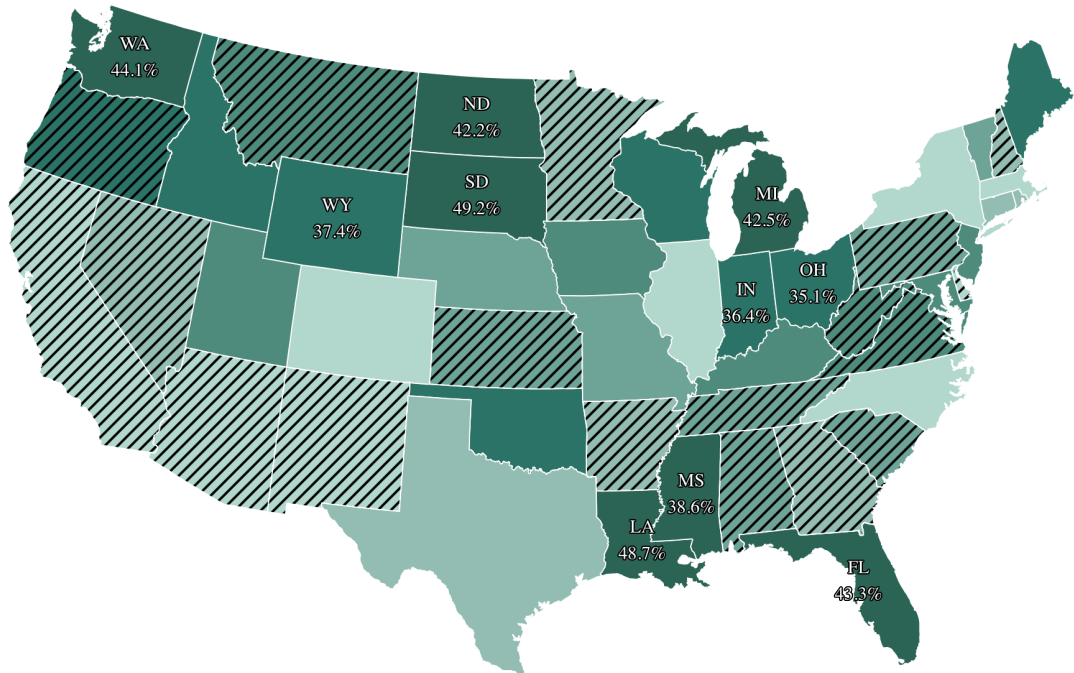 WA
44.1%
ND
42.2%
SD
49.2%
MI
42.5%
WY
37.4%
OH
35.1%
IN
36.4%
MS
38.6%
LA
48.7%
FL
43.3%